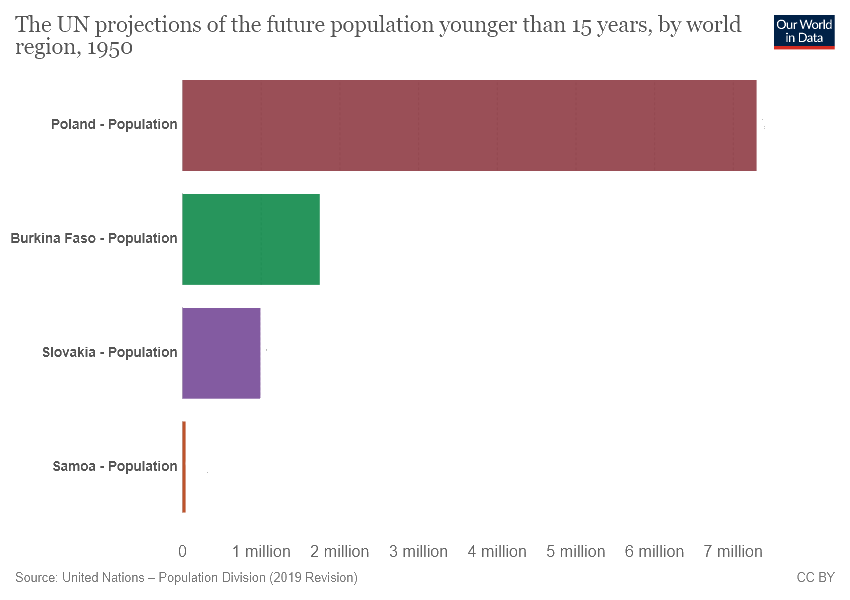 The UN projections of the future population younger than 15 years, by world
region, 1950
Our World
in Data
Poland - Population
Burkina Faso - Population
Slovakia - Population
Samoa - Population
0 1 million 2 million 3 million 4 million 5 million 6 million 7 million
Source: United Nations – Population Division (2019 Revision)
CC BY